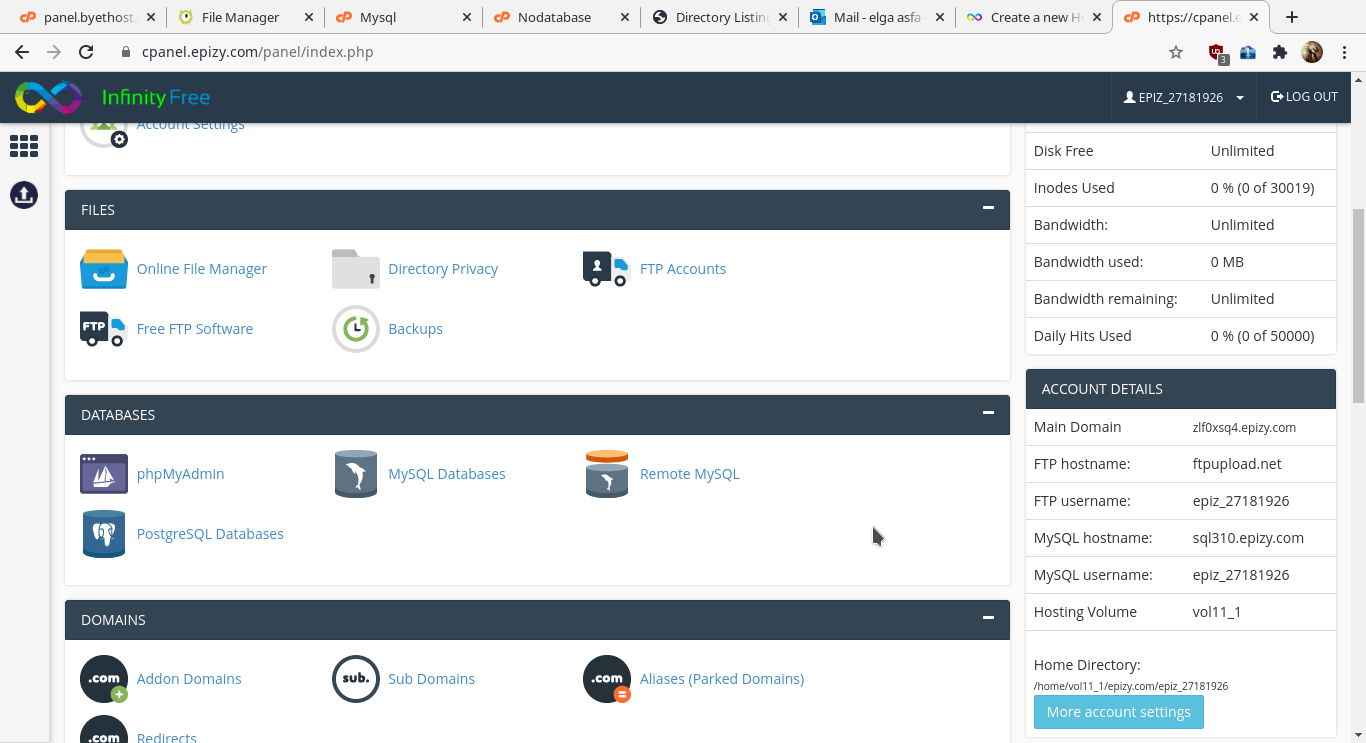 panel.byethost
File Manager
Mysql
Nodatabase
Directory Listin
Mail - elga asfa
Create a new H
https://cpanel.e
cpanel.epizy.com/panel/index.php
3
InfinityFree
EPIZ_27181926
LOG OUT
Account Settings
FILES
Online File Manager
Directory Privacy
FTP Accounts
FTP
Free FTP Software
Backups
DATABASES
phpMyAdmin
MySQL Databases
Remote MySQL
PostgreSQL Databases
DOMAINS
.com
Addon Domains
sub.
Sub Domains
.com
Aliases (Parked Domains)
.com
Redirects
Disk Free Unlimited
Inodes Used 0 % (0 of 30019)
Bandwidth: Unlimited
Bandwidth used: 0 MB
Bandwidth remaining: Unlimited
Daily Hits Used 0 % (0 of 50000)
ACCOUNT DETAILS
Main Domain zlf0xsq4.epizy.com
FTP hostname: ftpupload.net
FTP username: epiz_27181926
MySQL hostname: sql310.epizy.com
MySQL username: epiz_27181926
Hosting Volume vol11_1
Home Directory:
/home/vol11_1/epizy.com/epiz_27181926
More account settings